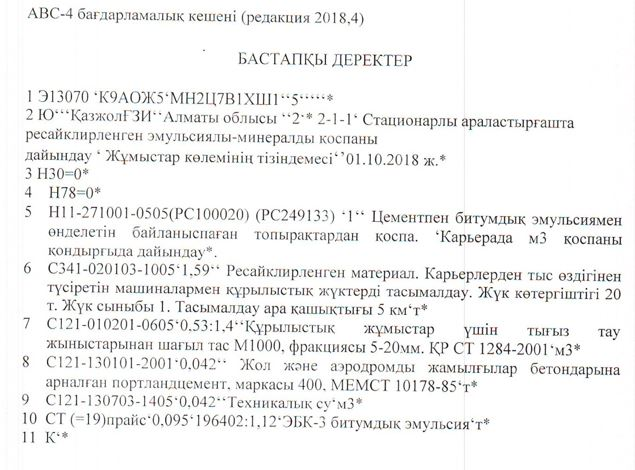 АВС-4 бағдарламалық кешені (редакция 2018,4)
БАСТАПҚЫ ДЕРЕКТЕР
1 Э13070 ‘К9АОЖ5‘МН2Ц7В1ХШ1‘‘5‘‘‘‘‘*
2 Ю‘‘‘ҚазжолҒЗИ‘‘Алматы облысы ‘‘2‘* 2-1-1‘ Стационарлы араластырғашта
ресайклирленген эмульсиялы-минералды қоспаны
дайындау ‘ Жұмыстар көлемінің тізіндемесі‘’01.10.2018 ж.*
3 Н30=0*
4 Н78=0*
5 Н11-271001-0505(РС100020) (РС249133) ‘1‘‘ Цементпен битумдық эмульсиямен
өнделетін байланыспаған топырақтардан қоспа. ‘Карьерада м3 қоспаны
қондырғыда дайындау*.
6 С341-020103-1005‘1,59‘‘ Ресайклирленген материал. Карьерлерден тыс өздігінен
түсіретін машиналармен құрылыстық жүктерді тасымалдау. Жүк көтергіштігі 20
т. Жүк сыныбы 1. Тасымалдау ара қашықтығы 5 км‘т*
7 С121-010201-0605‘0,53:1,4‘‘Құрылыстық жұмыстар үшін тығыз тау
жыныстарынан шағыл тас М1000, фракциясы 5-20мм. ҚР СТ 1284-2001‘м3*
8 С121-130101-2001‘0,042‘‘ Жол және аэродромды жамылғылар бетондарына
арналған портландцемент, маркасы 400, МЕМСТ 10178-85‘т*
9 С121-130703-1405‘0,042‘‘Техникалық су‘м3*
10 СТ (=19)прайс‘0,095‘196402:1,12‘ЭБК-3 битумдық эмульсия‘т*
11 К‘*